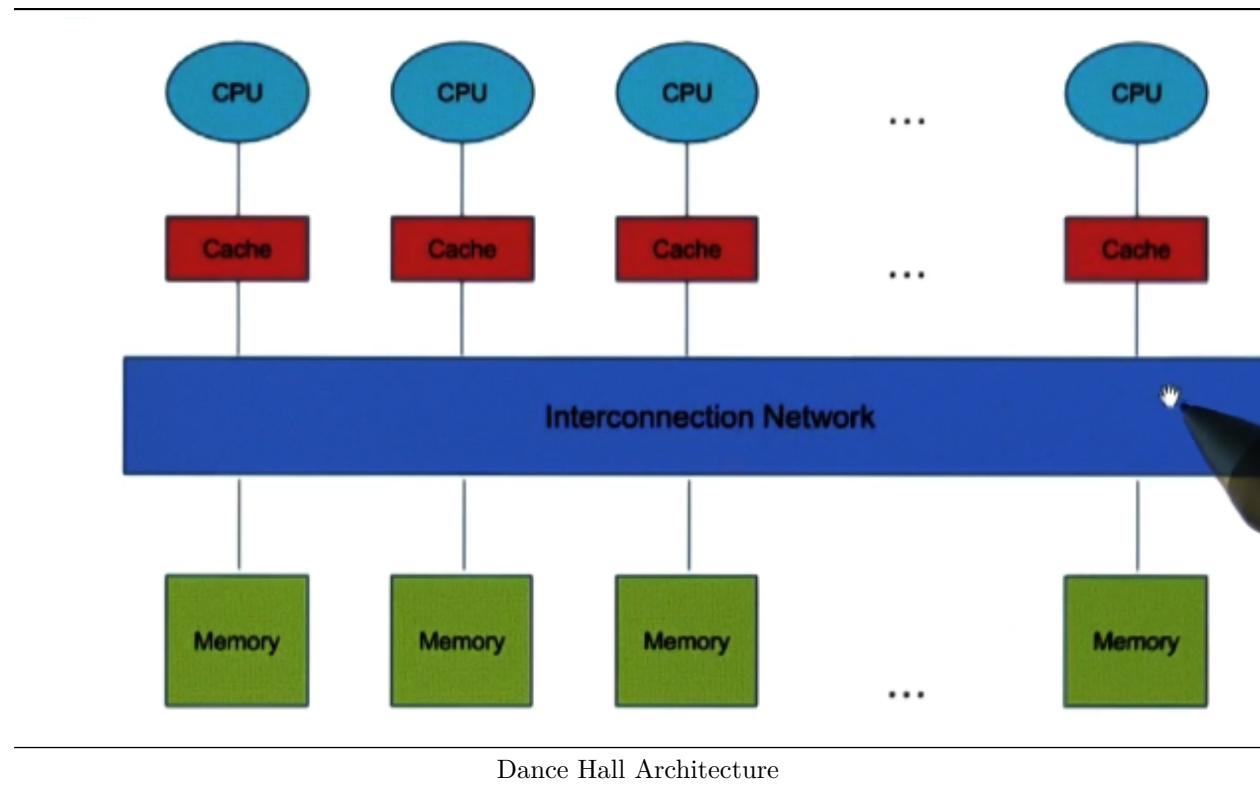 CPU CPU CPU ... CPU
Cache Cache Cache ... Cache
Interconnection Network
Memory Memory Memory ... Memory
Dance Hall Architecture